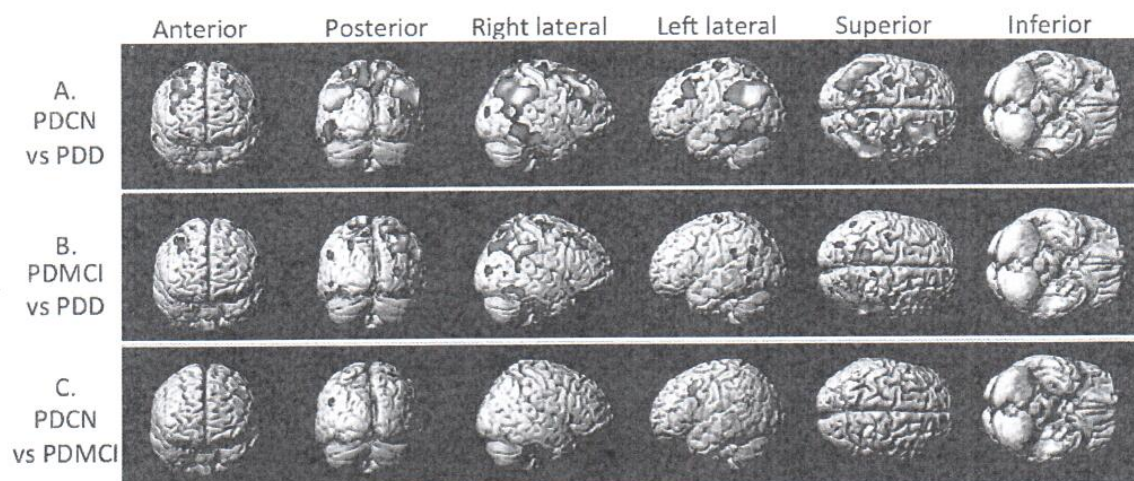 Anterior Posterior Right lateral Left lateral Superior Inferior
A.
PDCN
vs PDD
B.
PDMCI
vs PDD
C.
PDCN
vs PDMCI